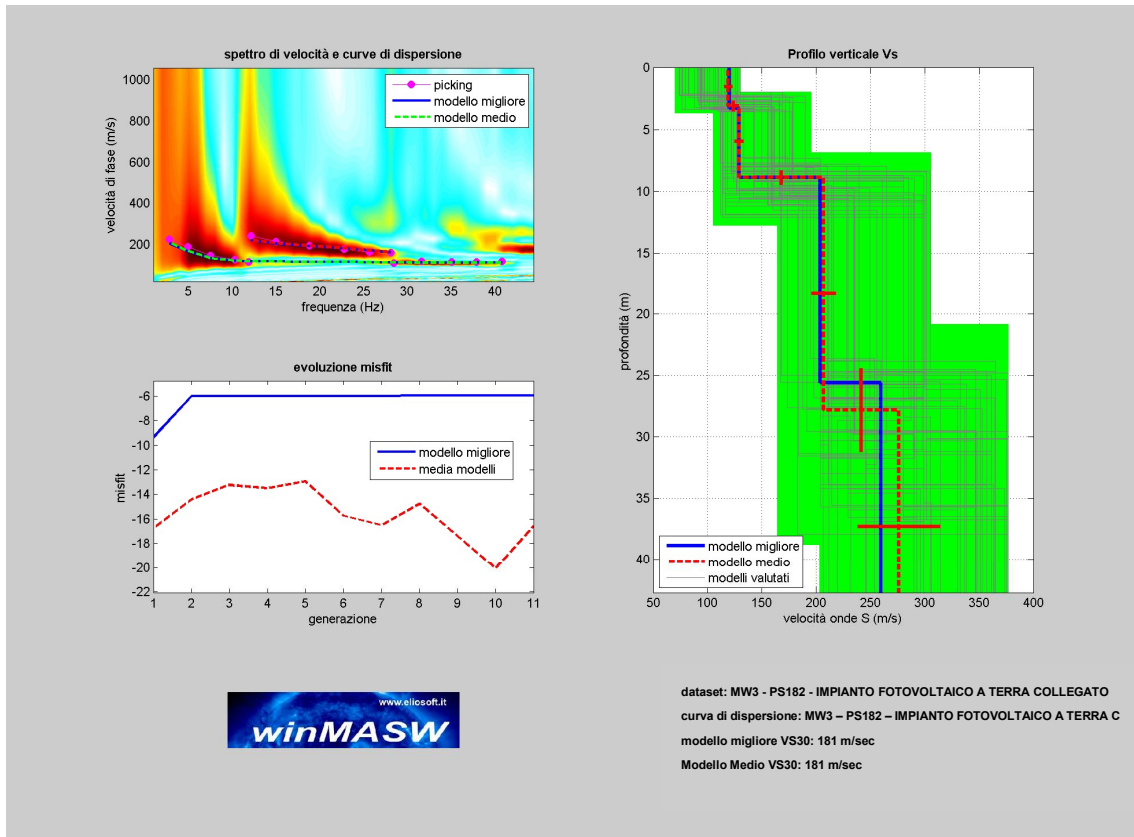 spettro di velocità e curve di dispersione
1000
800
600
400
200
velocità di fase (m/s)
picking
modello migliore
modello medio
5
10
15
20
25
30
35
40
frequenza (Hz)
evoluzione misfit
-6
-8
-10
-12
-14
-16
-18
-20
-22
misfit
modello migliore
media modelli
1
2
3
4
5
6
7
8
9
10
11
generazione
Profilo verticale Vs
0
5
10
15
20
25
30
35
40
profondità (m)
modello migliore
modello medio
modelli valutati
50
100
150
200
250
300
350
400
velocità onde S (m/s)
www.eliosoft.it
winMASW
dataset: MW3 - PS182 - IMPIANTO FOTOVOLTAICO A TERRA COLLEGATO
curva di dispersione: MW3 – PS182 – IMPIANTO FOTOVOLTAICO A TERRA C
modello migliore VS30: 181 m/sec
Modello Medio VS30: 181 m/sec